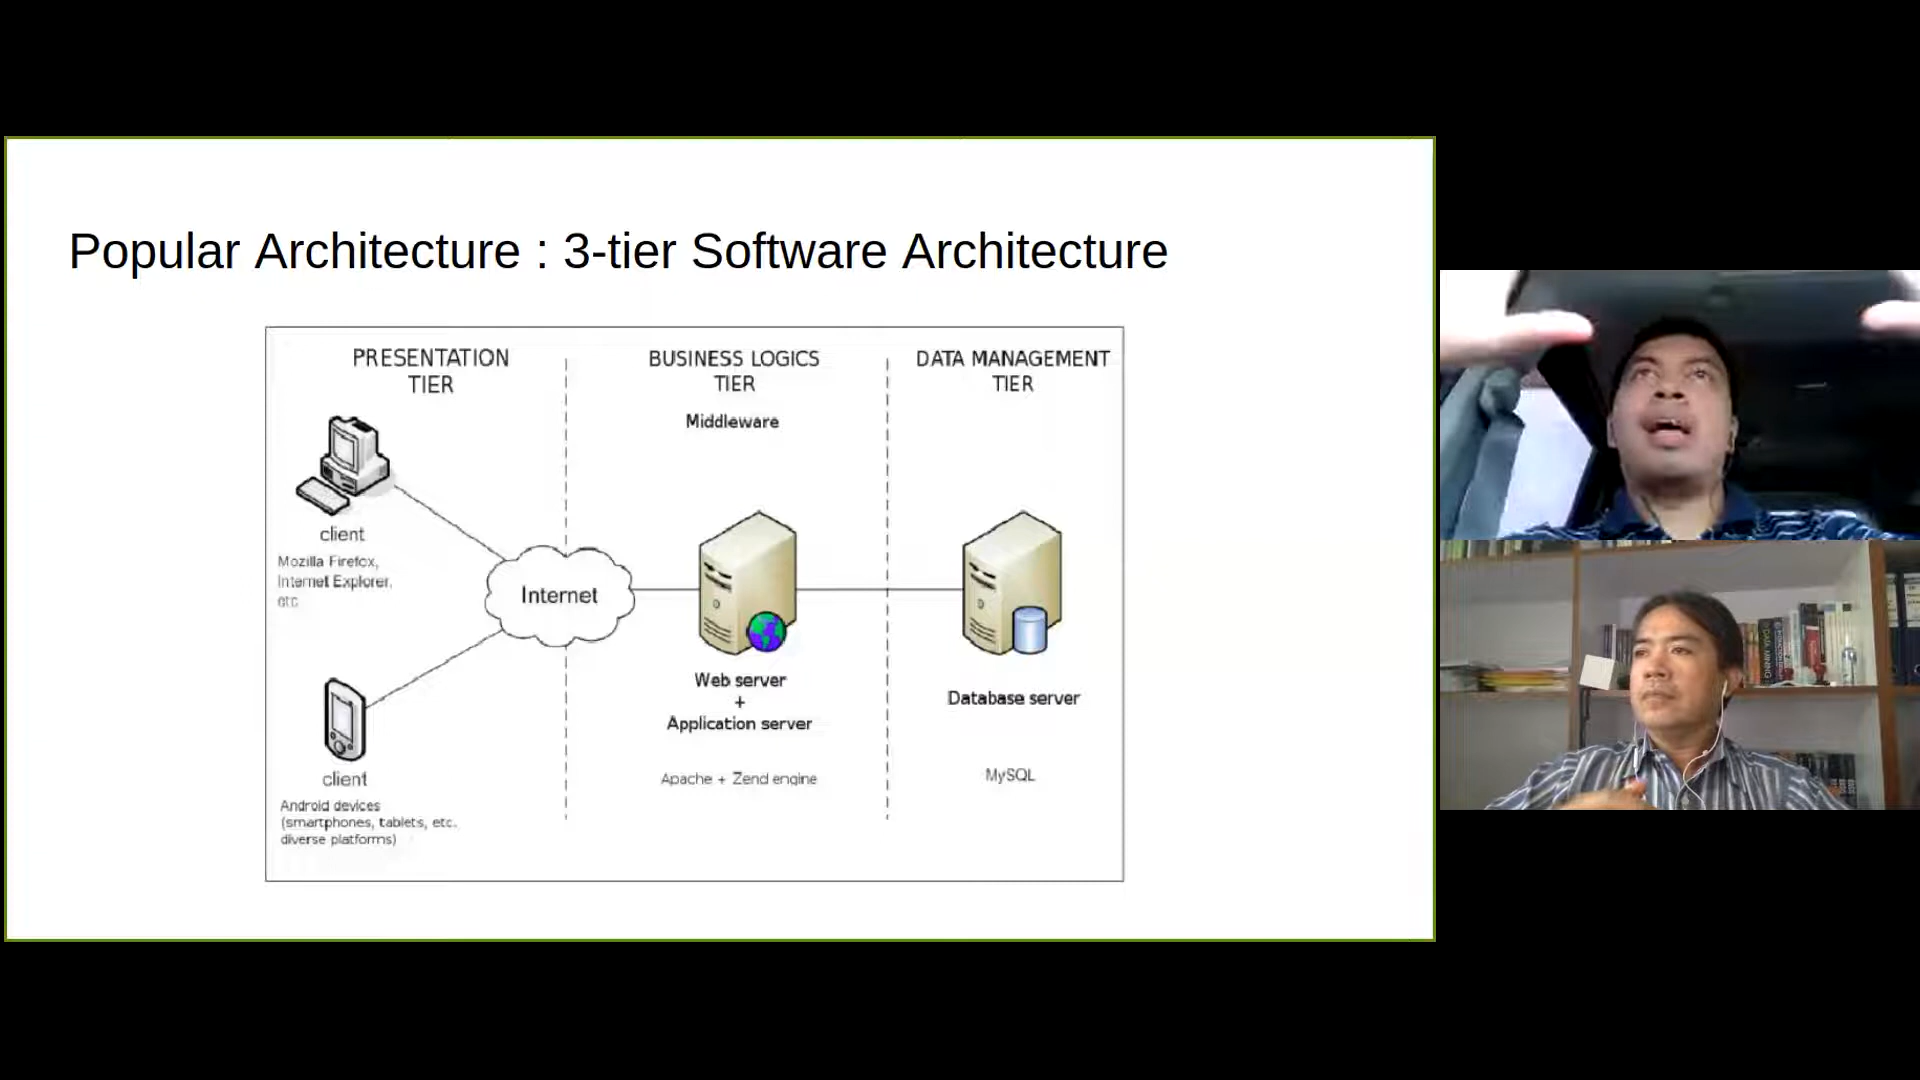 Popular Architecture : 3-tier Software Architecture
PRESENTATION
TIER
BUSINESS LOGICS
TIER
Middleware
DATA MANAGEMENT
TIER
client
Mozilla Firefox,
Internet Explorer,
etc
Internet
client
Android devices
(smartphones, tablets, etc.
diverse platforms)
Web server
+
Application server
Apache + Zend engine
Database server
MySQL
DATA MINING